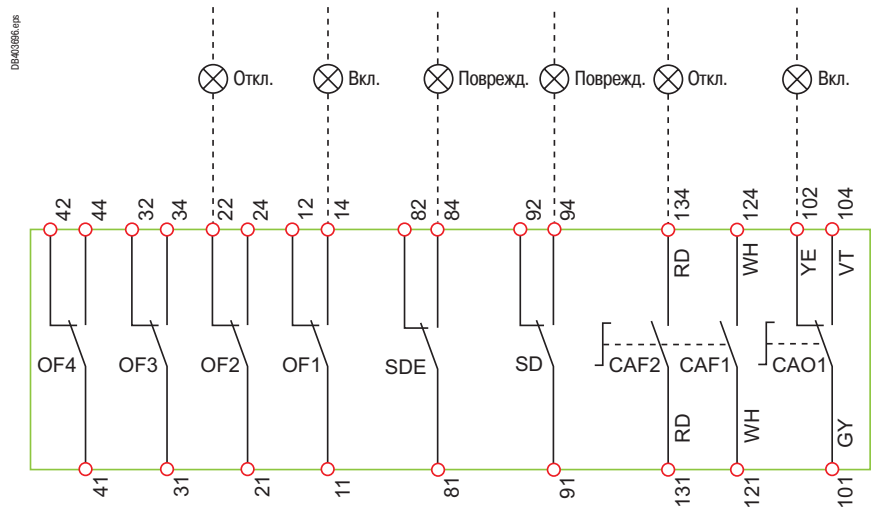 DB403696.eps
Откл.
Вкл.
Поврежд.
Поврежд.
Откл.
Вкл.
42
44
32
34
22
24
12
14
82
84
92
94
134
124
102
104
RD
WH
YE
VT
OF4
OF3
OF2
OF1
SDE
SD
CAF2
CAF1
CAO1
RD
WH
GY
41
31
21
11
81
91
131
121
101